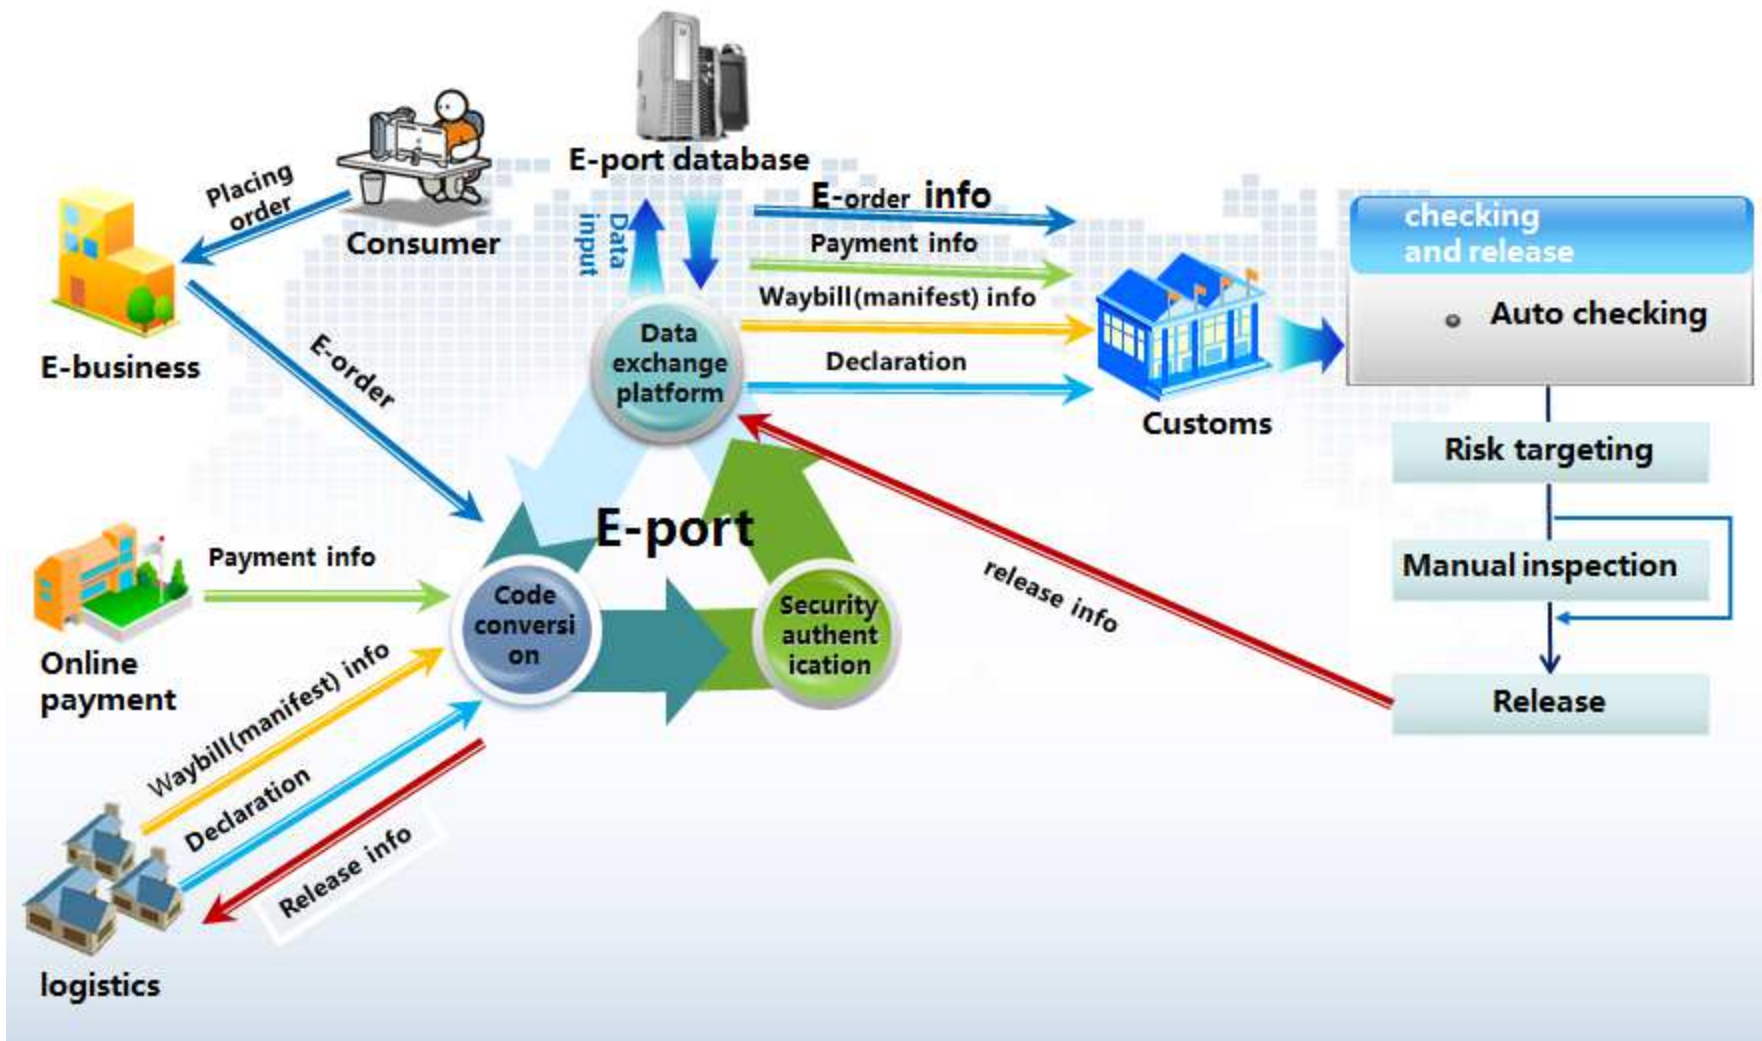 E-port database
Placing
order
Consumer
E-business
E-order
Data
input
E-order info
Payment info
Waybill(manifest) info
Declaration
Data
exchange
platform
Customs
checking
and release
Auto checking
Risk targeting
Manual inspection
Release
release info
E-port
Payment info
Online
payment
Code
conversi
on
Security
authent
ication
Waybill(manifest) info
Declaration
Release info
logistics